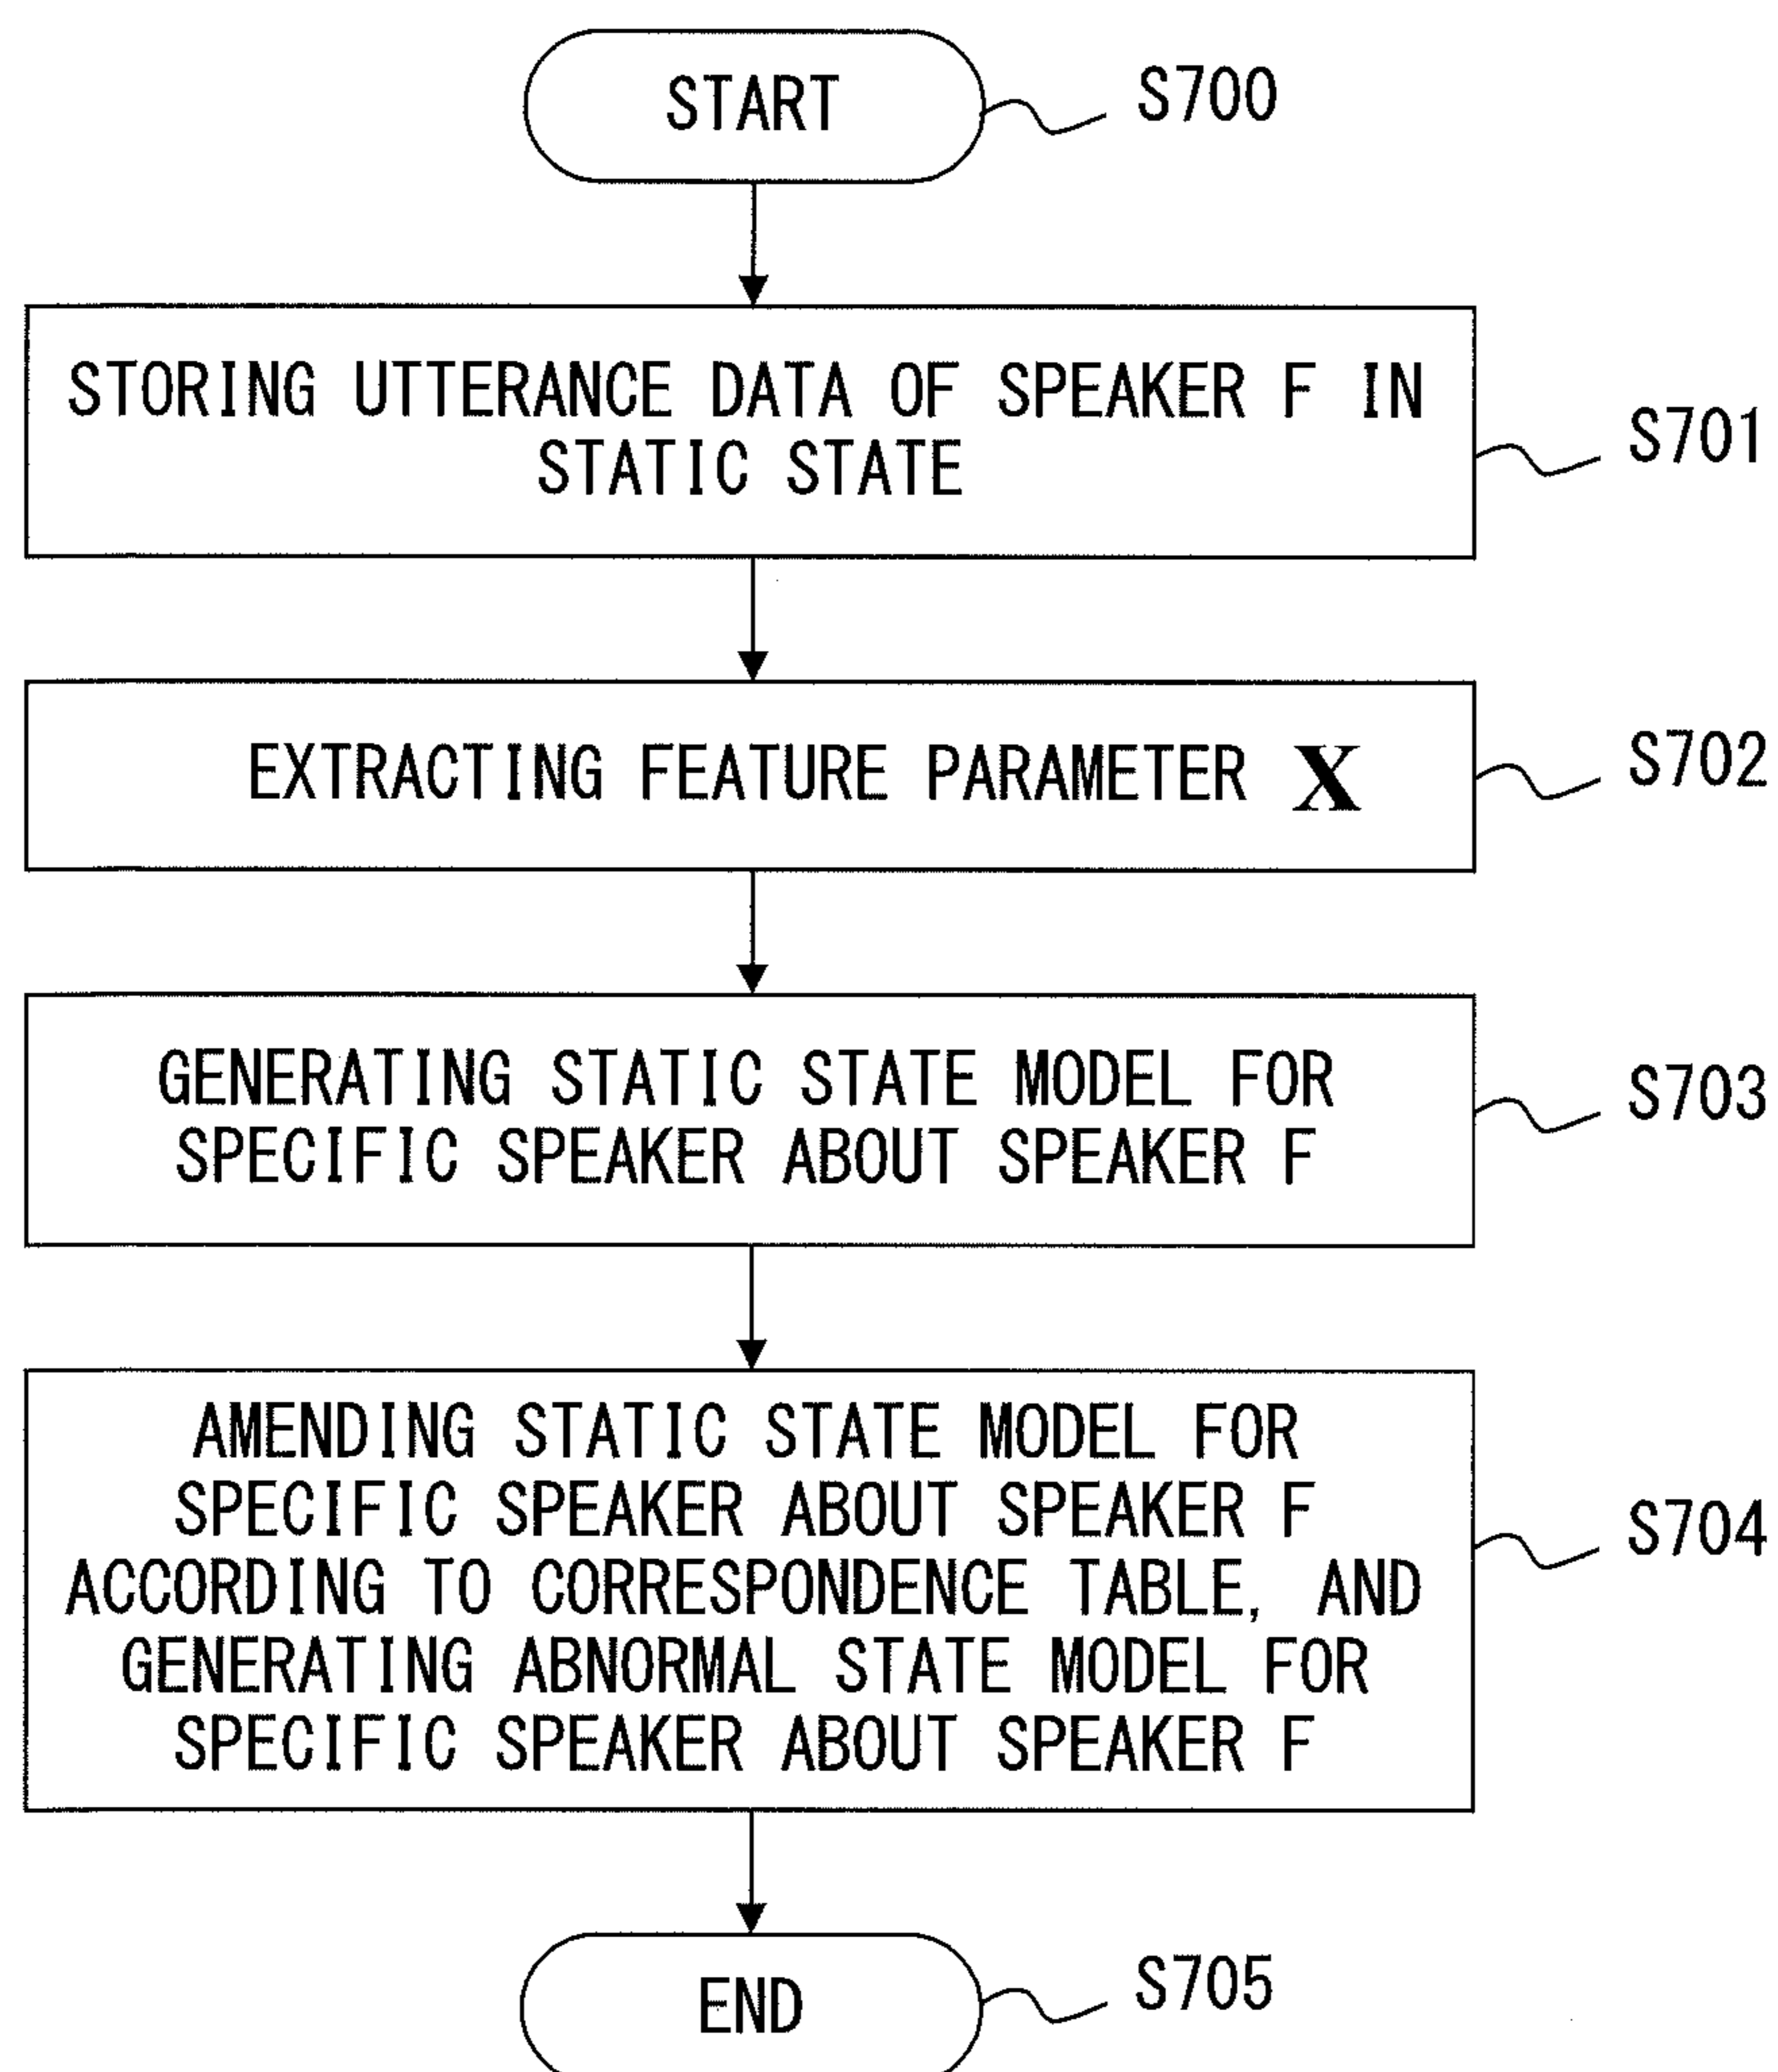 START
S700
STORING UTTERANCE DATA OF SPEAKER F IN
STATIC STATE
S701
EXTRACTING FEATURE PARAMETER X
S702
GENERATING STATIC STATE MODEL FOR
SPECIFIC SPEAKER ABOUT SPEAKER F
S703
AMENDING STATIC STATE MODEL FOR
SPECIFIC SPEAKER ABOUT SPEAKER F
ACCORDING TO CORRESPONDENCE TABLE, AND
GENERATING ABNORMAL STATE MODEL FOR
SPECIFIC SPEAKER ABOUT SPEAKER F
S704
END
S705